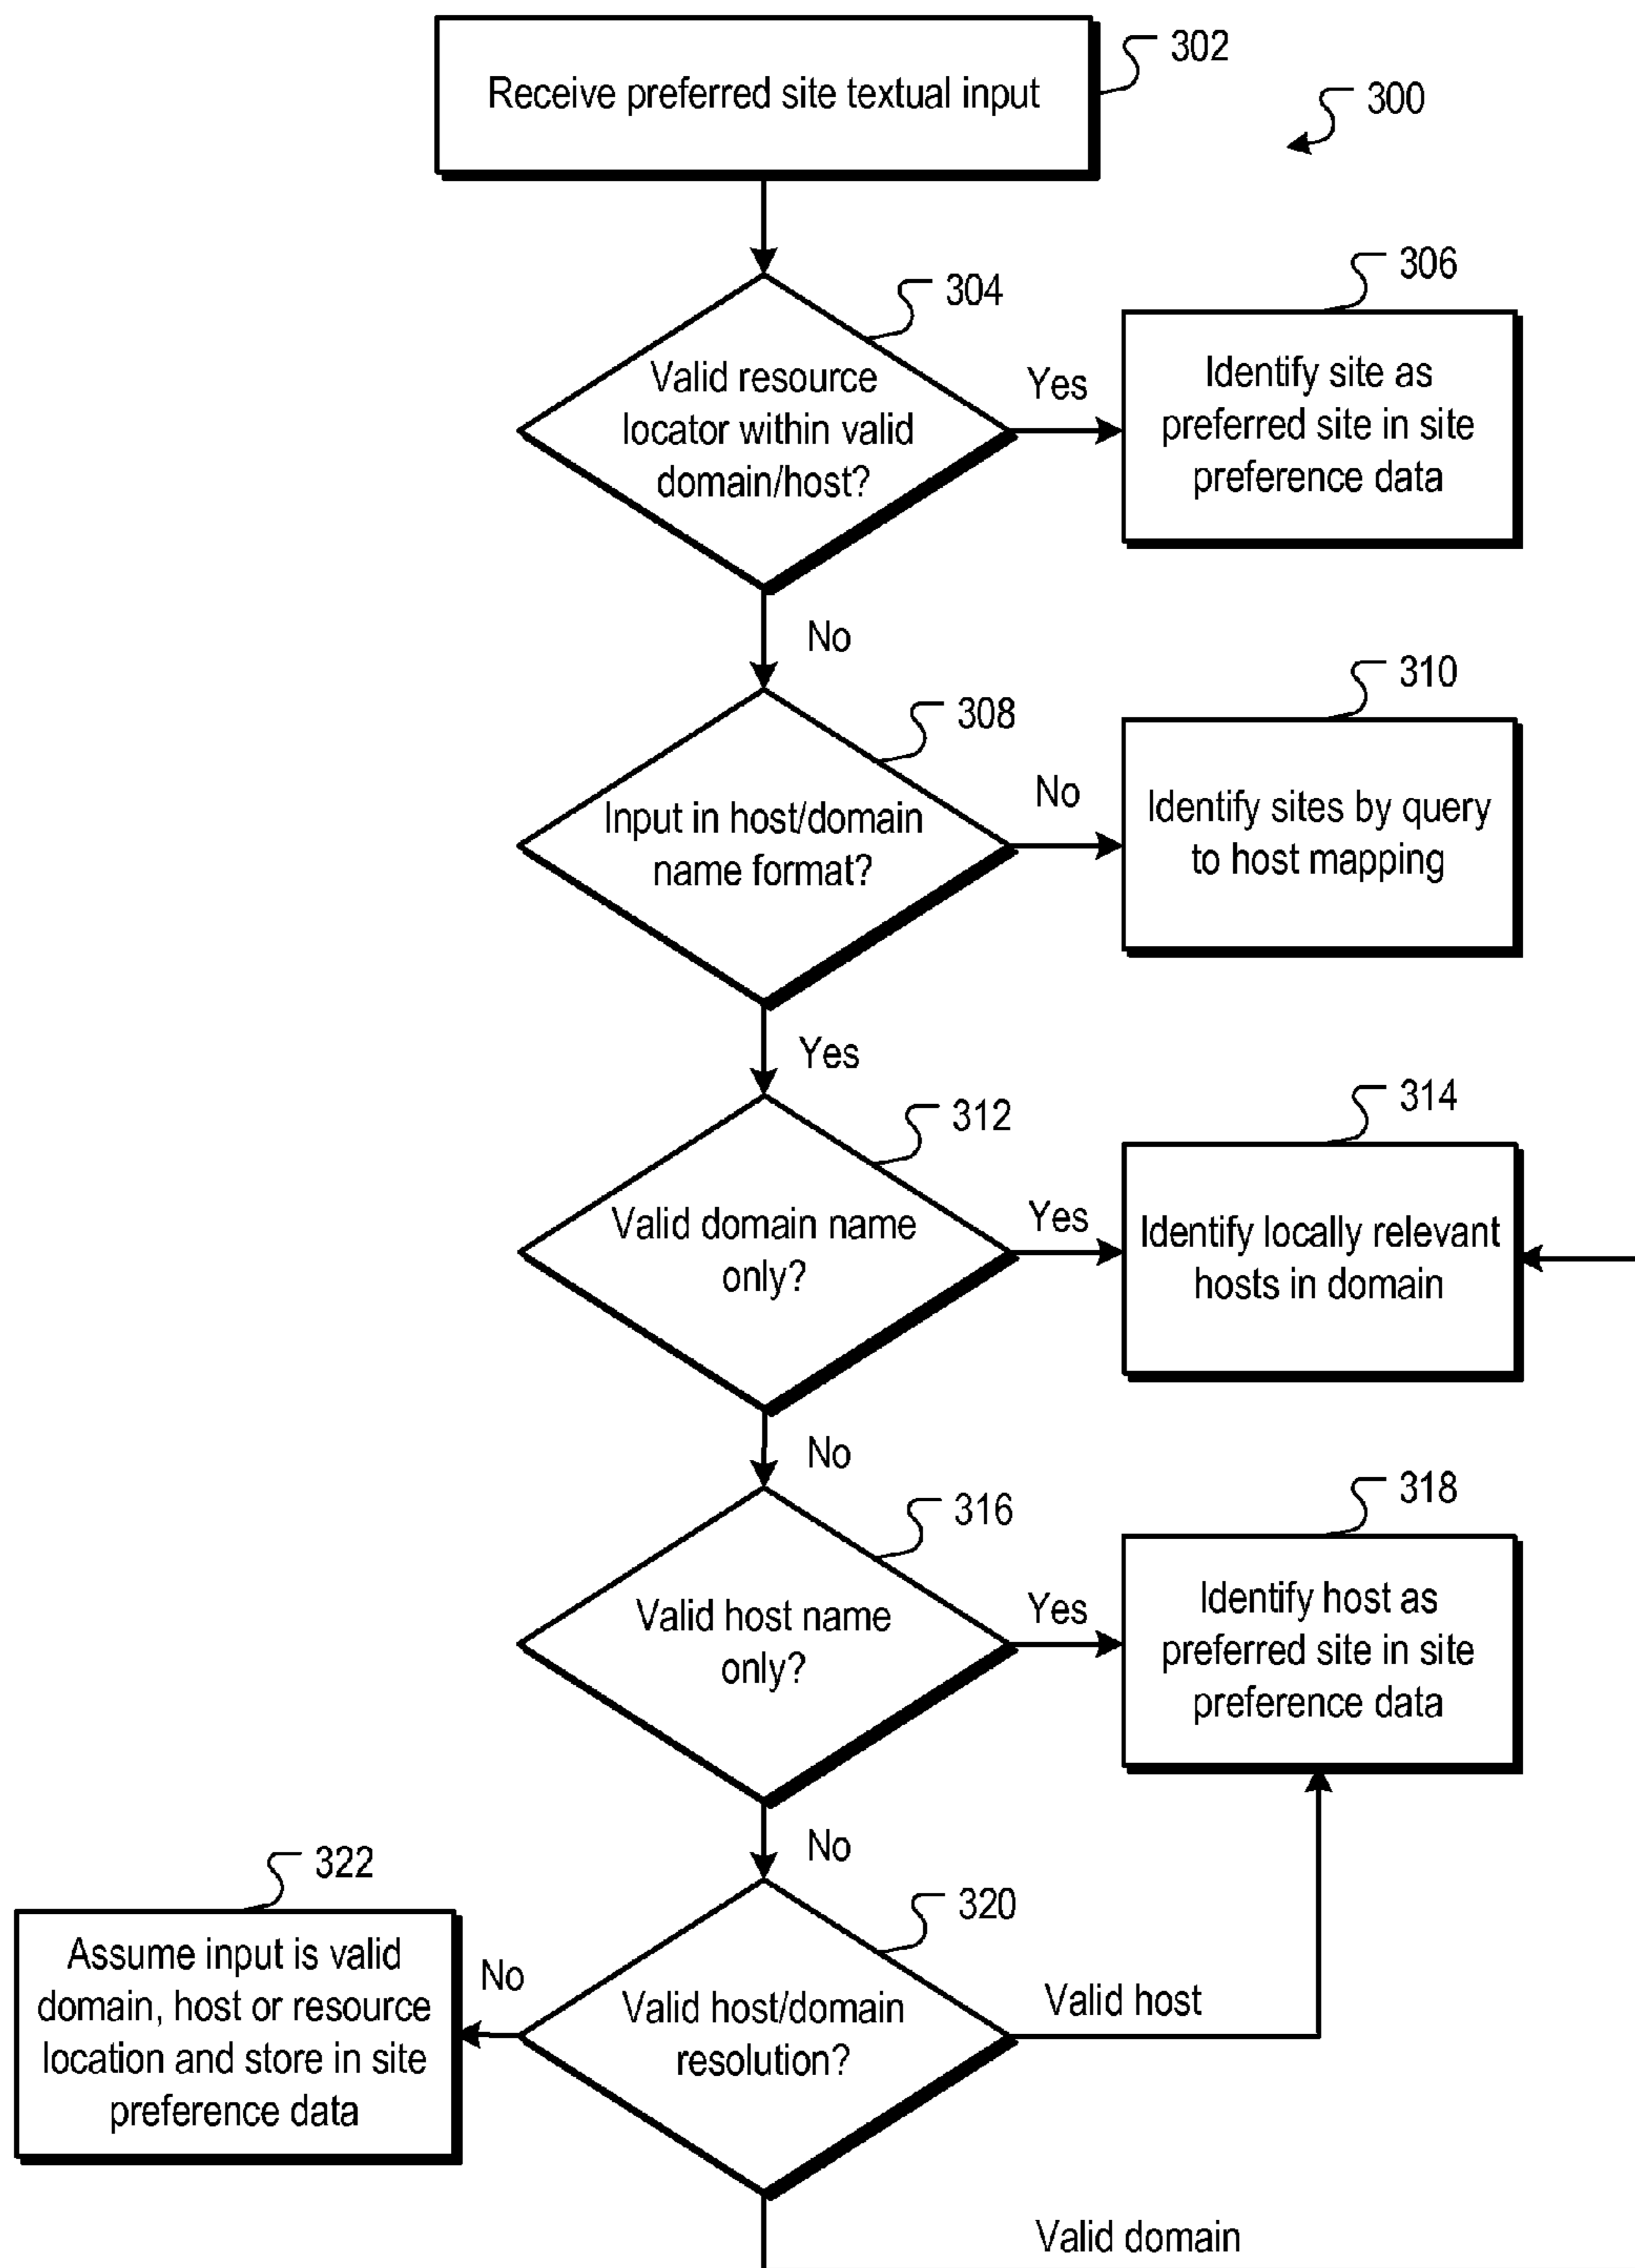 Receive preferred site textual input
302
300
304
Valid resource
locator within valid
domain/host?
Yes
306
Identify site as
preferred site in site
preference data
No
308
Input in host/domain
name format?
No
310
Identify sites by query
to host mapping
Yes
312
Valid domain name
only?
Yes
314
Identify locally relevant
hosts in domain
No
316
Valid host name
only?
Yes
318
Identify host as
preferred site in site
preference data
No
320
Valid host/domain
resolution?
Valid host
No
322
Assume input is valid
domain, host or resource
location and store in site
preference data
Valid domain